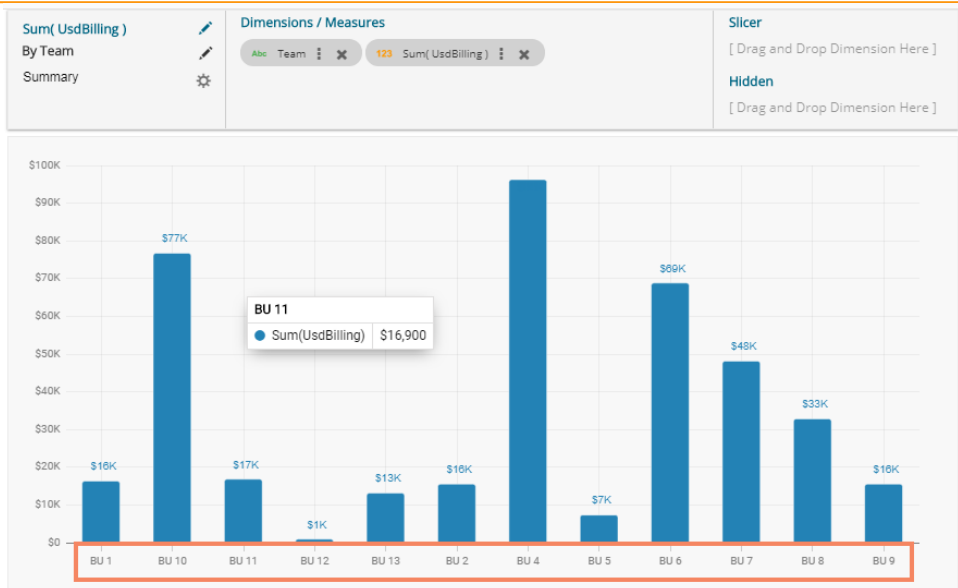 Sum( UsdBilling )
By Team
Summary
Dimensions / Measures
Abc Team 123 Sum( UsdBilling )
Slicer
[ Drag and Drop Dimension Here ]
Hidden
[ Drag and Drop Dimension Here ]
$100K
$90K
$80K
$70K
$60K
$50K
$40K
$30K
$20K
$10K
$0
$16K
$77K
$17K
$1K
$13K
$16K
$7K
$69K
$48K
$33K
$16K
BU 11
Sum(UsdBilling) $16,900
BU 1 BU 10 BU 11 BU 12 BU 13 BU 2 BU 4 BU 5 BU 6 BU 7 BU 8 BU 9